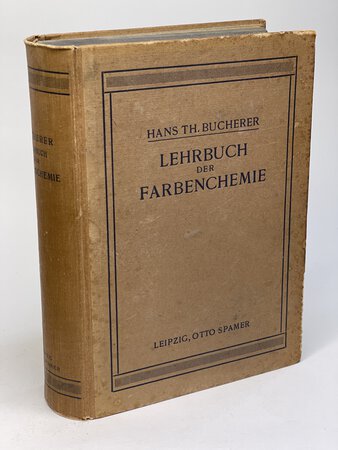 HANS TH. BUCHERER
LEHRBUCH
DER
FARBENCHEMIE
LEIPZIG, OTTO SPAMER